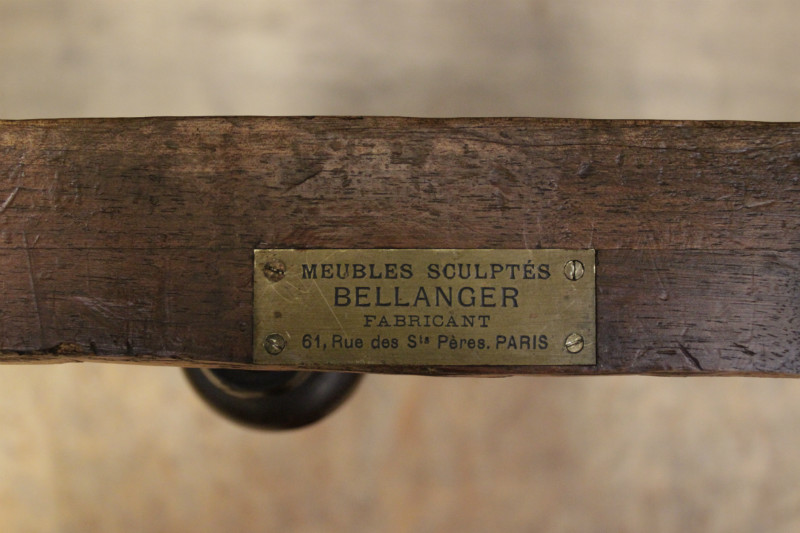 MEUBLES SCULPTÉS
BELLANGER
FABRICANT
61, Rue des Sts Pères. PARIS